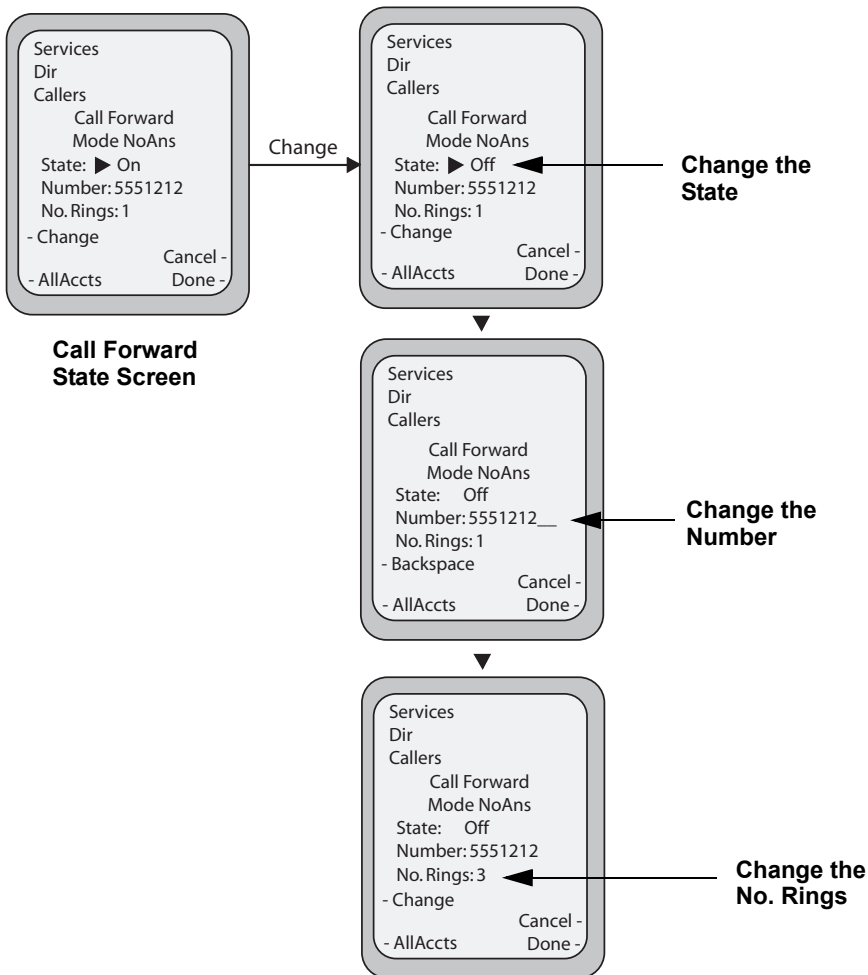 Services
Dir
Callers
Call Forward
Mode NoAns
State: ▶ On
Number: 5551212
No. Rings: 1
- Change
Cancel -
- AllAccts Done -
Call Forward
State Screen
Change
Services
Dir
Callers
Call Forward
Mode NoAns
State: ▶ Off
Number: 5551212
No. Rings: 1
- Change
Cancel -
- AllAccts Done -
Change the
State
Services
Dir
Callers
Call Forward
Mode NoAns
State: Off
Number: 5551212__
No. Rings: 1
- Backspace
Cancel -
- AllAccts Done -
Change the
Number
Services
Dir
Callers
Call Forward
Mode NoAns
State: Off
Number: 5551212
No. Rings: 3
- Change
Cancel -
- AllAccts Done -
Change the
No. Rings